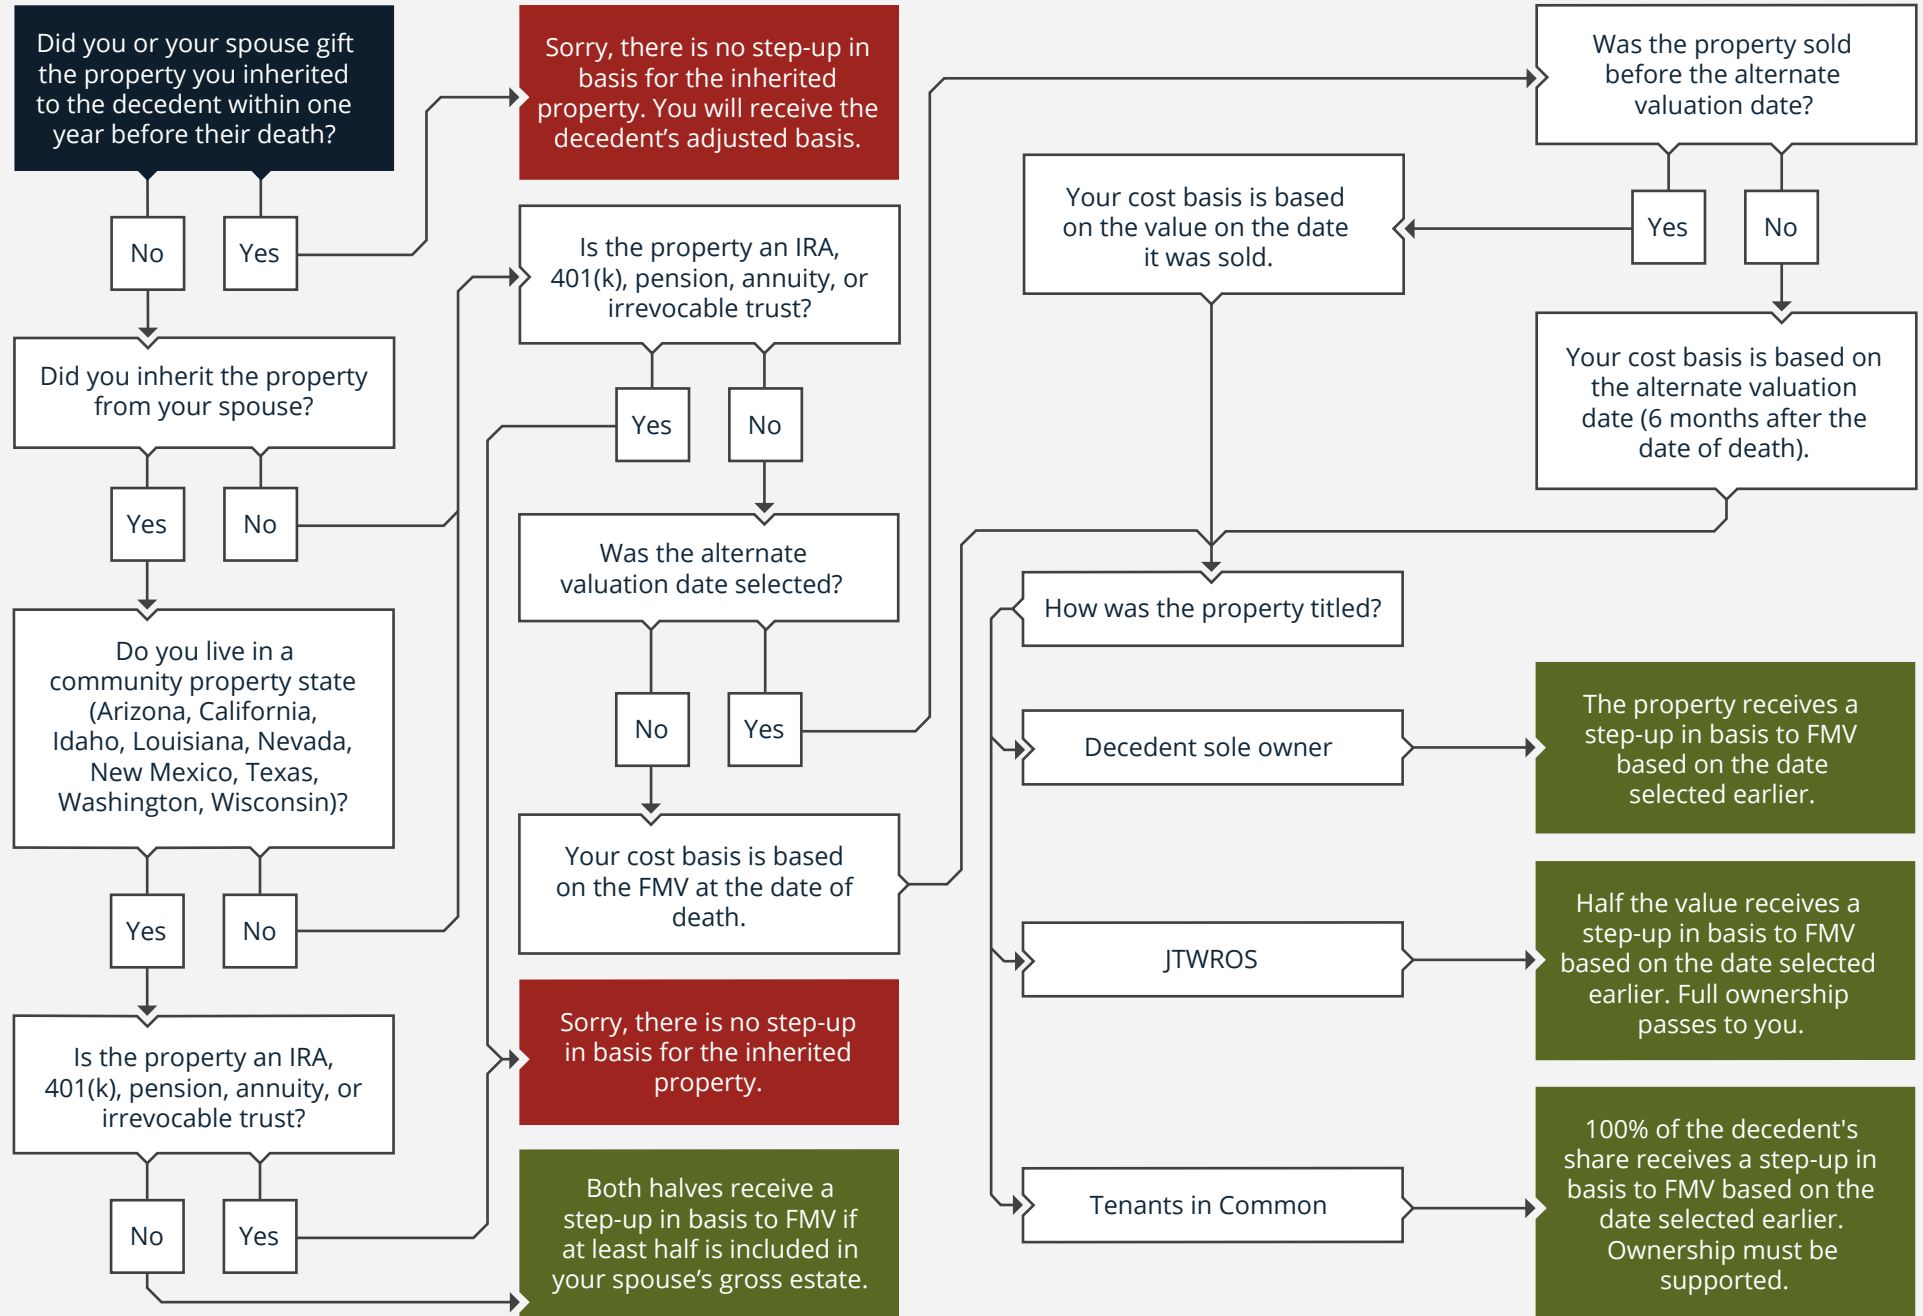 Did you or your spouse gift
the property you inherited
to the decedent within one
year before their death?
No
Yes
Sorry, there is no step-up in
basis for the inherited
property. You will receive the
decedent’s adjusted basis.
Did you inherit the property
from your spouse?
Yes
No
Do you live in a
community property state
(Arizona, California,
Idaho, Louisiana, Nevada,
New Mexico, Texas,
Washington, Wisconsin)?
Yes
No
Is the property an IRA,
401(k), pension, annuity, or
irrevocable trust?
No
Yes
Is the property an IRA,
401(k), pension, annuity, or
irrevocable trust?
Yes
No
Was the alternate
valuation date selected?
No
Yes
Your cost basis is based
on the FMV at the date of
death.
Sorry, there is no step-up
in basis for the inherited
property.
Both halves receive a
step-up in basis to FMV if
at least half is included in
your spouse’s gross estate.
Was the property sold
before the alternate
valuation date?
Yes
No
Your cost basis is based
on the value on the date
it was sold.
Your cost basis is based on
the alternate valuation
date (6 months after the
date of death).
How was the property titled?
Decedent sole owner
The property receives a
step-up in basis to FMV
based on the date
selected earlier.
JTWROS
Half the value receives a
step-up in basis to FMV
based on the date selected
earlier. Full ownership
passes to you.
Tenants in Common
100% of the decedent's
share receives a step-up in
basis to FMV based on the
date selected earlier.
Ownership must be
supported.